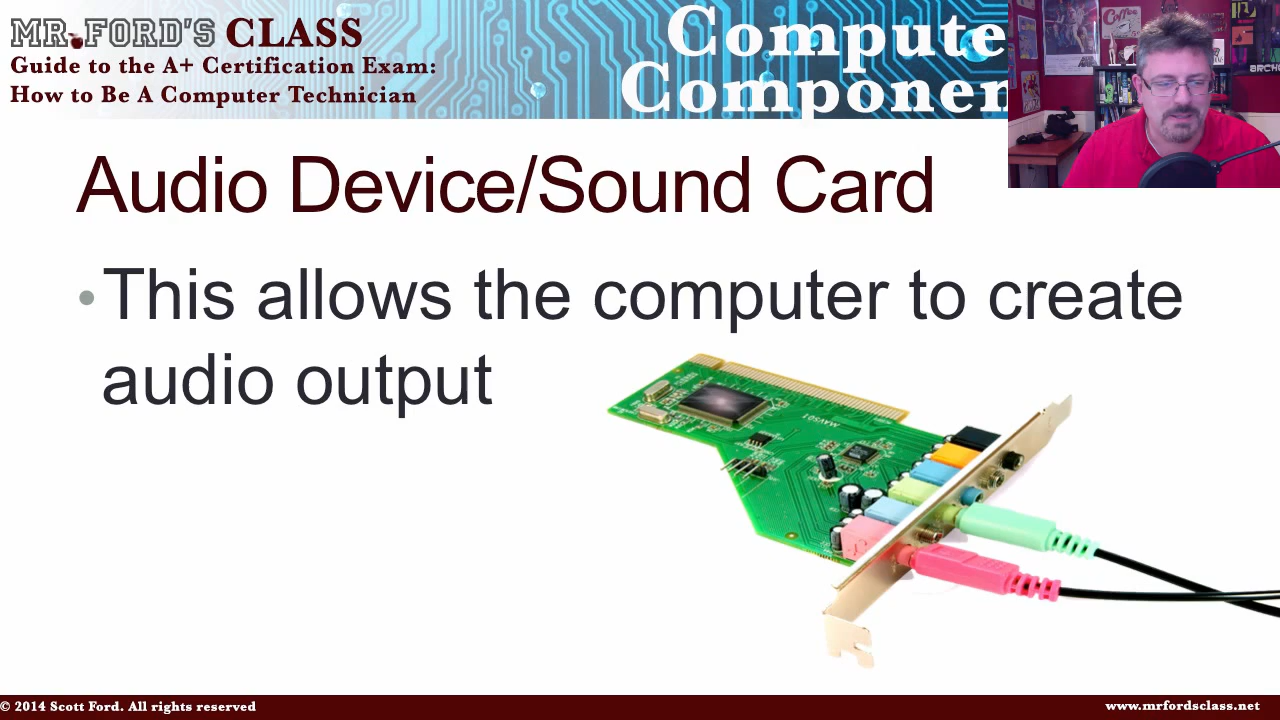 MR. FORD'S CLASS
Guide to the A+ Certification Exam:
How to Be A Computer Technician
Compute
Componen
Audio Device/Sound Card
• This allows the computer to create
audio output
MAVS01
© 2014 Scott Ford. All rights reserved
www.mrfordsclass.net